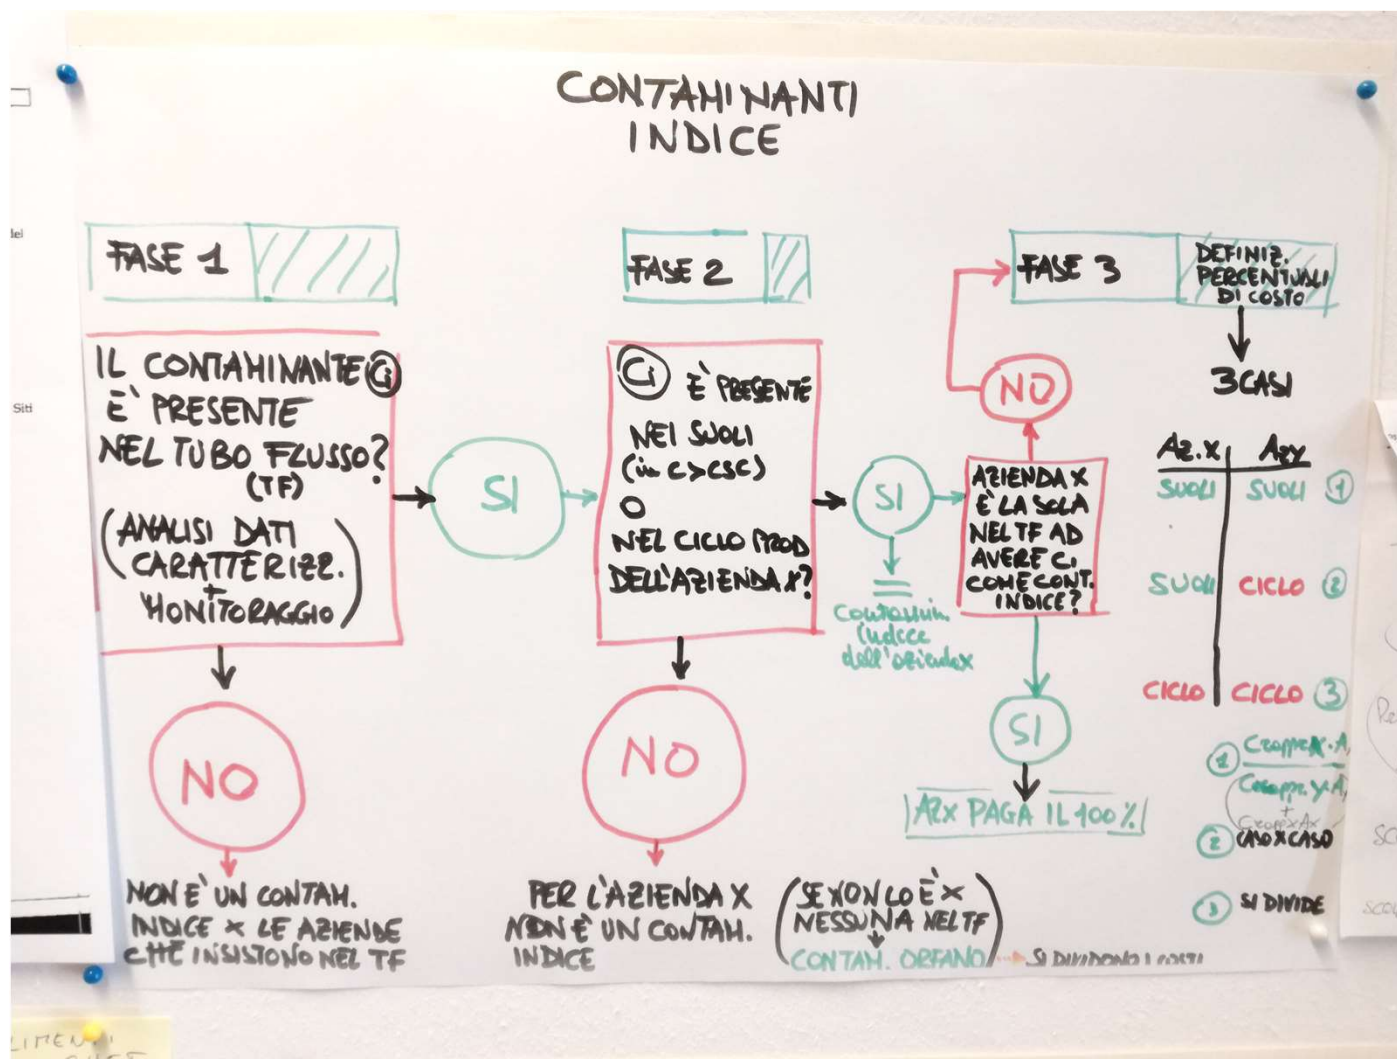 CONTAMINANTI
INDICE
FASE 1
IL CONTAMINANTE Ci
E' PRESENTE
NEL TUBO FLUSSO?
(TF)
(ANALISI DATI
CARATTERIZZ.
+
MONITORAGGIO)
SI
NO
NON E' UN CONTAM.
INDICE X LE AZIENDE
CHE INSISTONO NEL TF
FASE 2
Ci E' PRESENTE
NEI SUOLI
(in C>CSC)
O
NEL CICLO PROD
DELL'AZIENDA X?
SI
Contamin.
Indice
dell'azienda X
NO
PER L'AZIENDA X
NON E' UN CONTAM.
INDICE
(SE NON LO E' X
NESSUNA NEL TF
CONTAM. ORFANO)
SI DIVIDONO I COSTI
FASE 3
DEFINIZ.
PERCENTUALI
DI COSTO
NO
AZIENDA X
È LA SOLA
NEL TF AD
AVERE Ci
COME CONT.
INDICE?
SI
AZX PAGA IL 100%
3 CASI
Az.X AzY
SUOLI SUOLI 1
SUOLI CICLO 2
CICLO CICLO 3
1
2 CASO X CASO
3 SI DIVIDE
del
Siti
LIMENTI